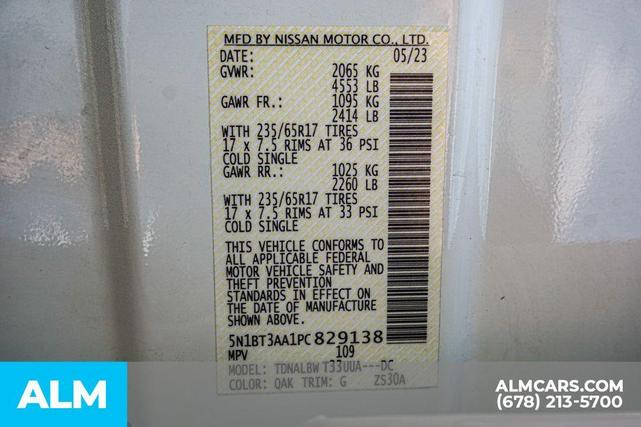 MFD BY NISSAN MOTOR CO., LTD.
DATE: 05/23
GVWR: 2065 KG
4553 LB
GAWR FR.: 1095 KG
2414 LB
WITH 235/65R17 TIRES
17 x 7.5 RIMS AT 36 PSI
COLD SINGLE
GAWR RR.: 1025 KG
2260 LB
WITH 235/65R17 TIRES
17 x 7.5 RIMS AT 33 PSI
COLD SINGLE
THIS VEHICLE CONFORMS TO
ALL APPLICABLE FEDERAL
MOTOR VEHICLE SAFETY AND
THEFT PREVENTION
STANDARDS IN EFFECT ON
THE DATE OF MANUFACTURE
SHOWN ABOVE.
5N1BT3AA1PC829138
MPV 109
MODEL: TDNALBW T33UUA---DC
COLOR: QAK TRIM: G ZS30A
ALM
ALMCARS.COM
(678) 213-5700